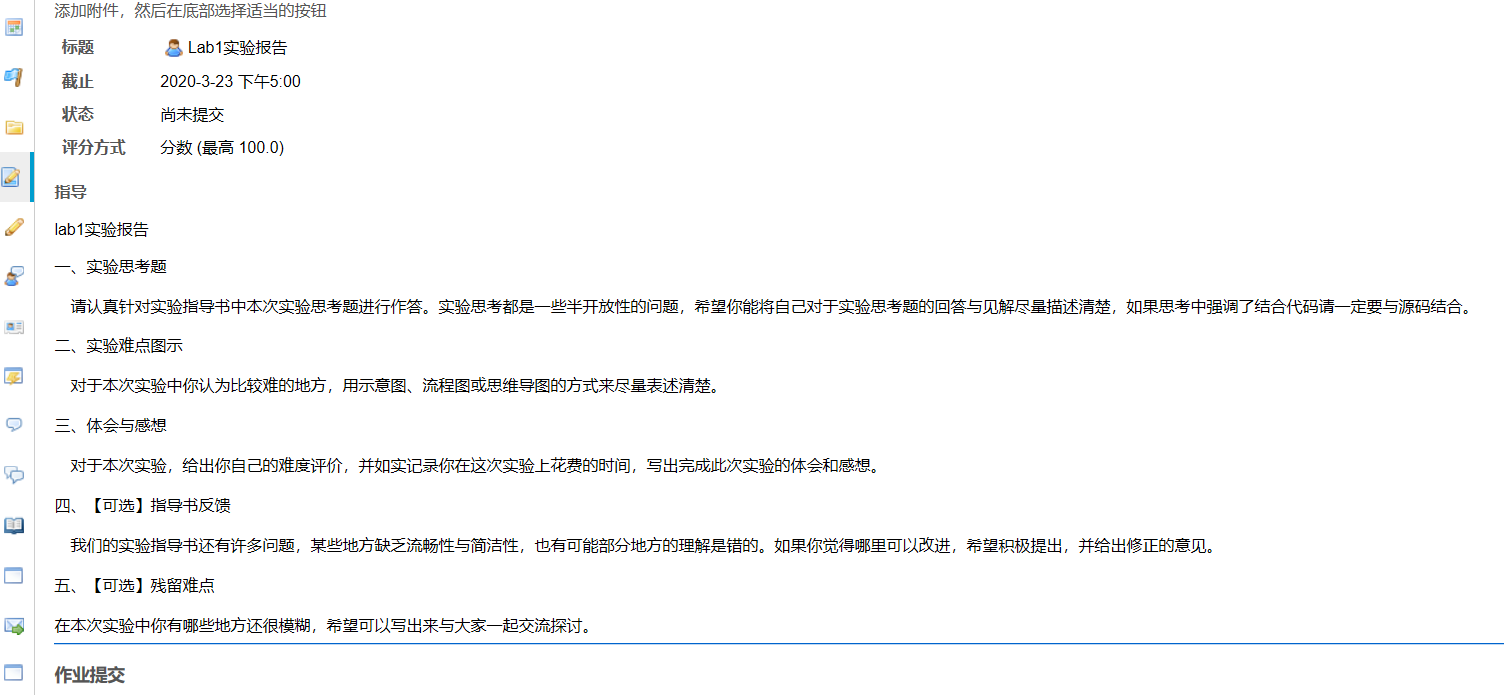 添加附件，然后在底部选择适当的按钮
标题 Lab1实验报告
截止 2020-3-23 下午5:00
状态 尚未提交
评分方式 分数 (最高 100.0)
指导
lab1实验报告
一、实验思考题
请认真针对实验指导书中本次实验思考题进行作答。实验思考都是一些半开放性的问题，希望你能将自己对于实验思考题的回答与见解尽量描述清楚，如果思考中强调了结合代码请一定要与源码结合。
二、实验难点图示
对于本次实验中你认为比较难的地方，用示意图、流程图或思维导图的方式来尽量表述清楚。
三、体会与感想
对于本次实验，给出你自己的难度评价，并如实记录你在这次实验上花费的时间，写出完成此次实验的体会和感想。
四、【可选】指导书反馈
我们的实验指导书还有许多问题，某些地方缺乏流畅性与简洁性，也有可能部分地方的理解是错的。如果你觉得哪里可以改进，希望积极提出，并给出修正的意见。
五、【可选】残留难点
在本次实验中你有哪些地方还很模糊，希望可以写出来与大家一起交流探讨。
作业提交